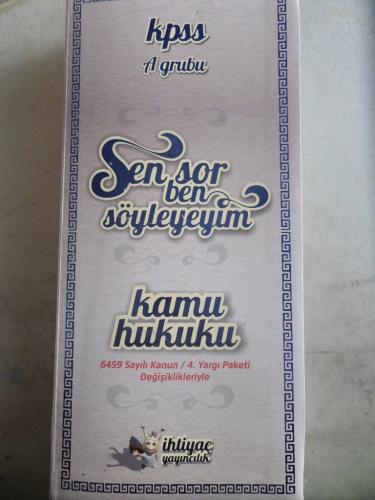 kpss
A grubu
Sen sor
ben
söyleyeyim
kamu
hukuku
6459 Sayılı Kanun / 4. Yargı Paketi
Değişiklikleriyle
ihtiyaç
yayıncılık